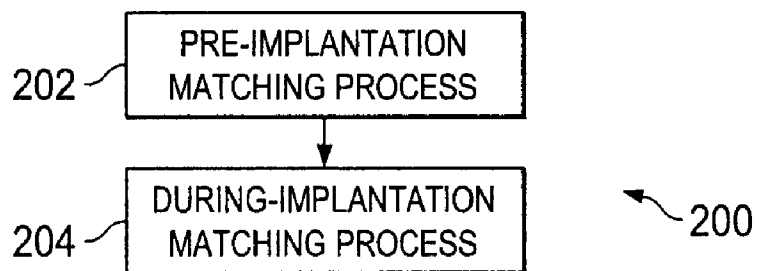 PRE-IMPLANTATION
202
MATCHING PROCESS
DURING-IMPLANTATION
204
MATCHING PROCESS
200